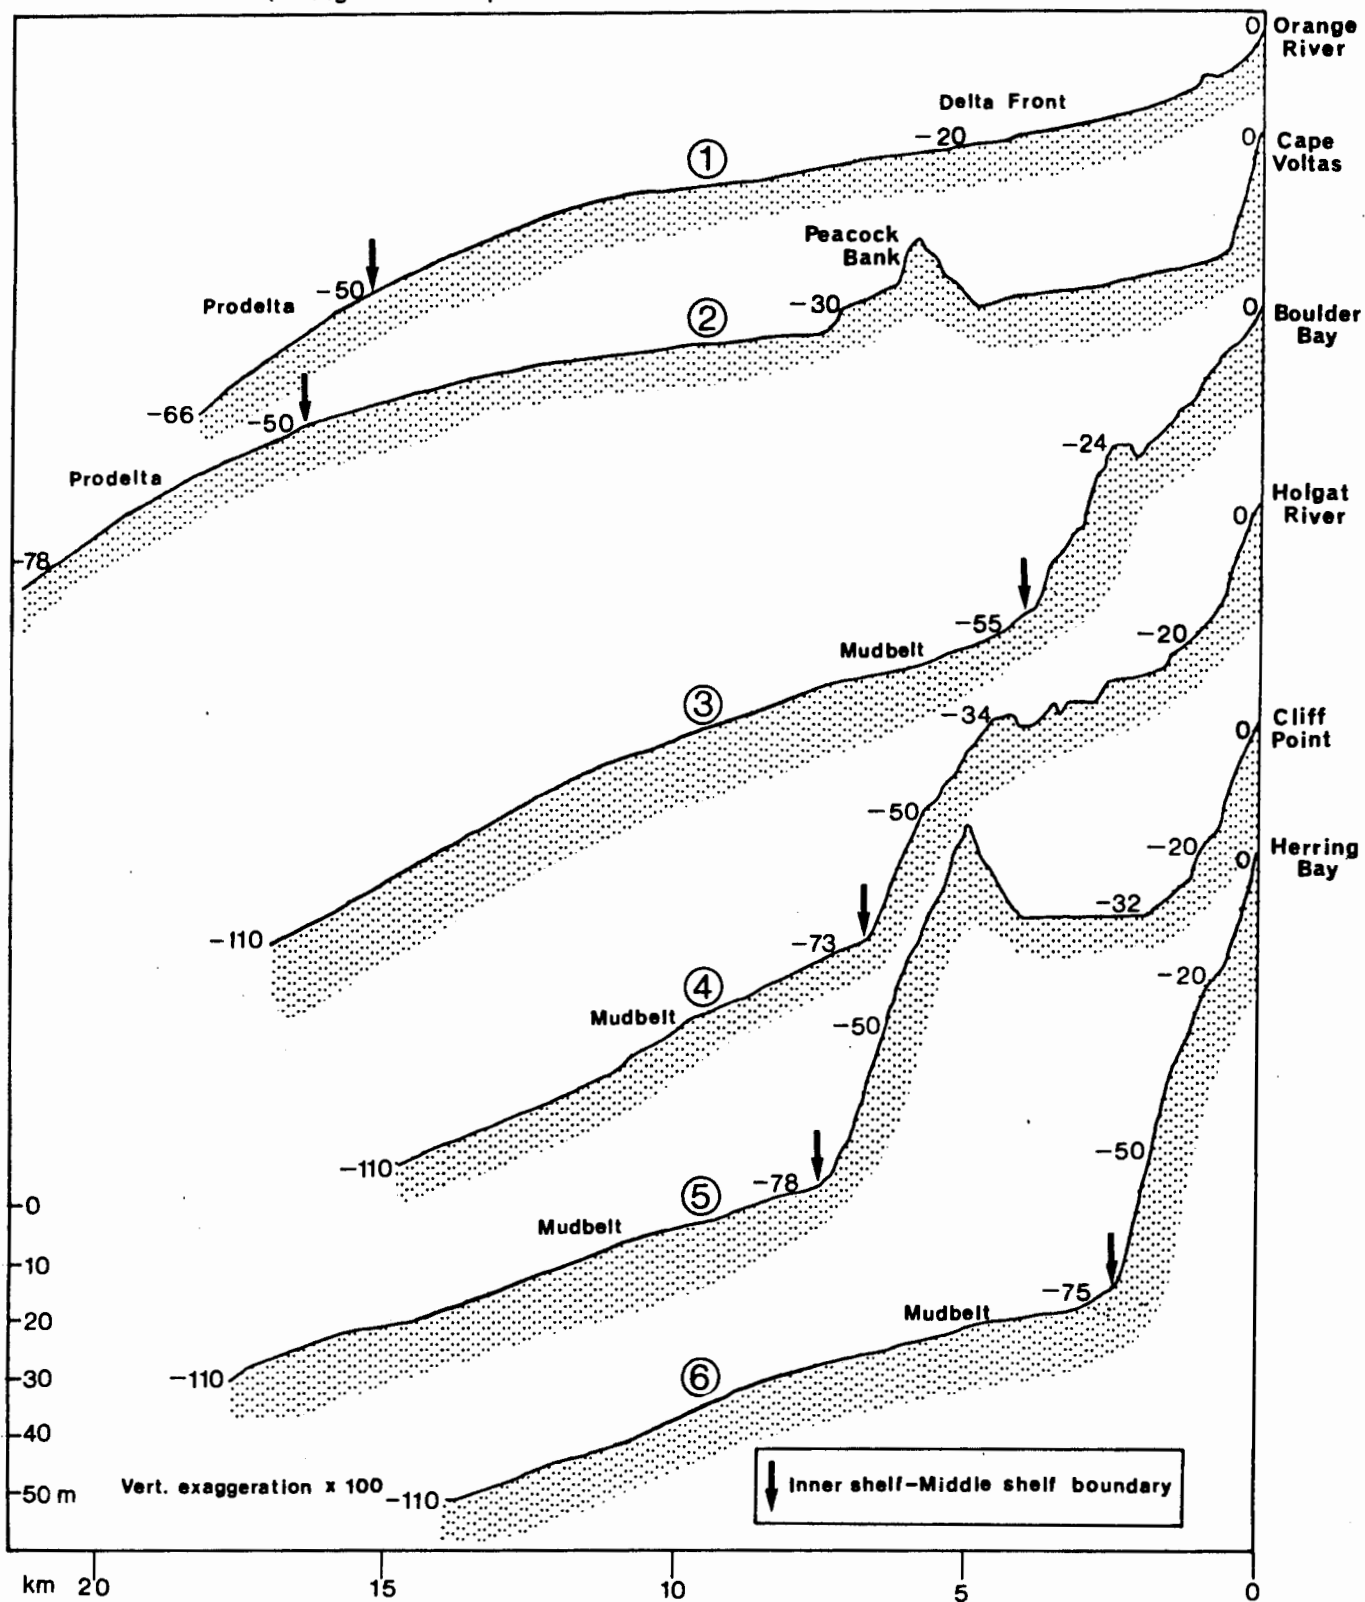 0 Orange
River
Delta Front
-20
0 Cape
Voltas
1
Peacock
Bank
-50
Prodelta
-30
2
0 Boulder
Bay
-66
-50
-24
Prodelta
Holgat
River
0
-78
-55
-20
Mudbelt
3
-34
Cliff
0 Point
-50
-20
Herring
0 Bay
-32
-110
-73
-20
4
Mudbelt
-50
-50
-110
-78
5
0
Mudbelt
10
-75
20
Mudbelt
-110
30
6
40
Vert. exaggeration x 100
-110
Inner shelf-Middle shelf boundary
50 m
km 20 15 10 5 0